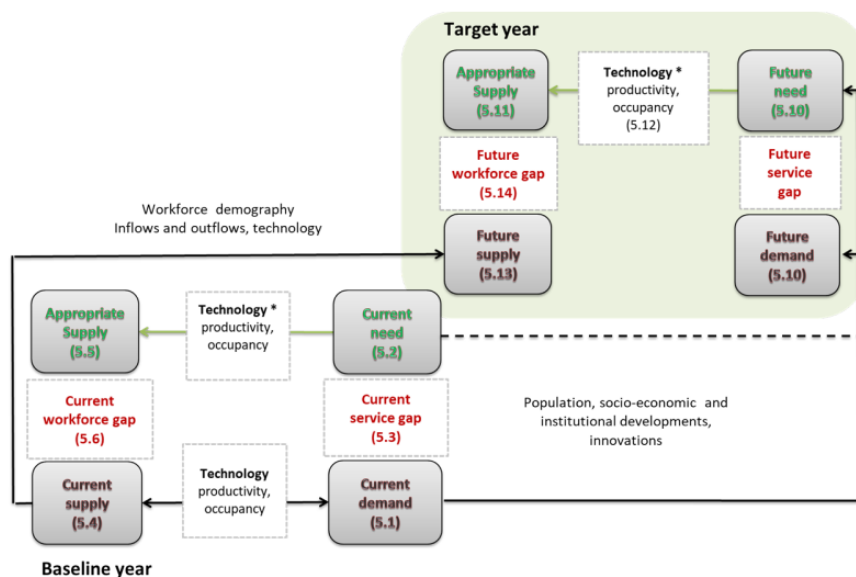 Target year
Appropriate
Supply
(5.11)
Technology *
productivity,
occupancy
(5.12)
Future
need
(5.10)
Future
workforce gap
(5.14)
Future
service
gap
Workforce demography
Inflows and outflows, technology
Future
supply
(5.13)
Future
demand
(5.10)
Appropriate
Supply
(5.5)
Technology *
productivity,
occupancy
Current
need
(5.2)
Current
workforce gap
(5.6)
Current
service gap
(5.3)
Population, socio-economic and
institutional developments,
innovations
Current
supply
(5.4)
Technology
productivity,
occupancy
Current
demand
(5.1)
Baseline year